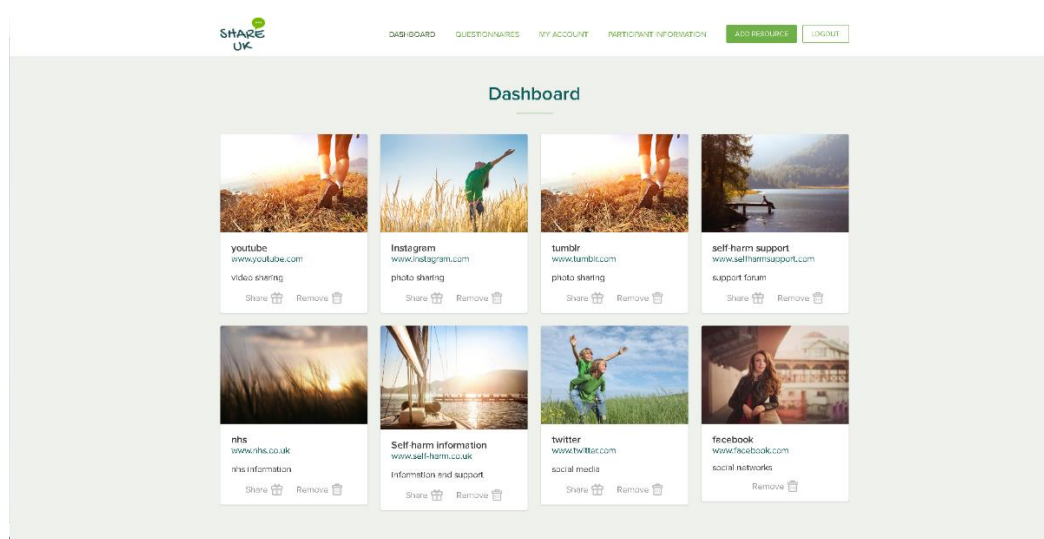 SHARE
UK
DASHBOARD QUESTIONNAIRES MY ACCOUNT PARTICIPANT INFORMATION ADD RESOURCE LOGOUT
Dashboard
youtube
www.youtube.com
video sharing
Share Remove
Instagram
www.instagram.com
photo sharing
Share Remove
tumblr
www.tumblr.com
photo sharing
Share Remove
self-harm support
www.selfharmsupport.com
support forum
Share Remove
nhs
www.nhs.co.uk
nhs information
Share Remove
Self-harm information
www.self-harm.co.uk
information and support
Share Remove
twitter
www.twitter.com
social media
Share Remove
facebook
www.facebook.com
social networks
Remove